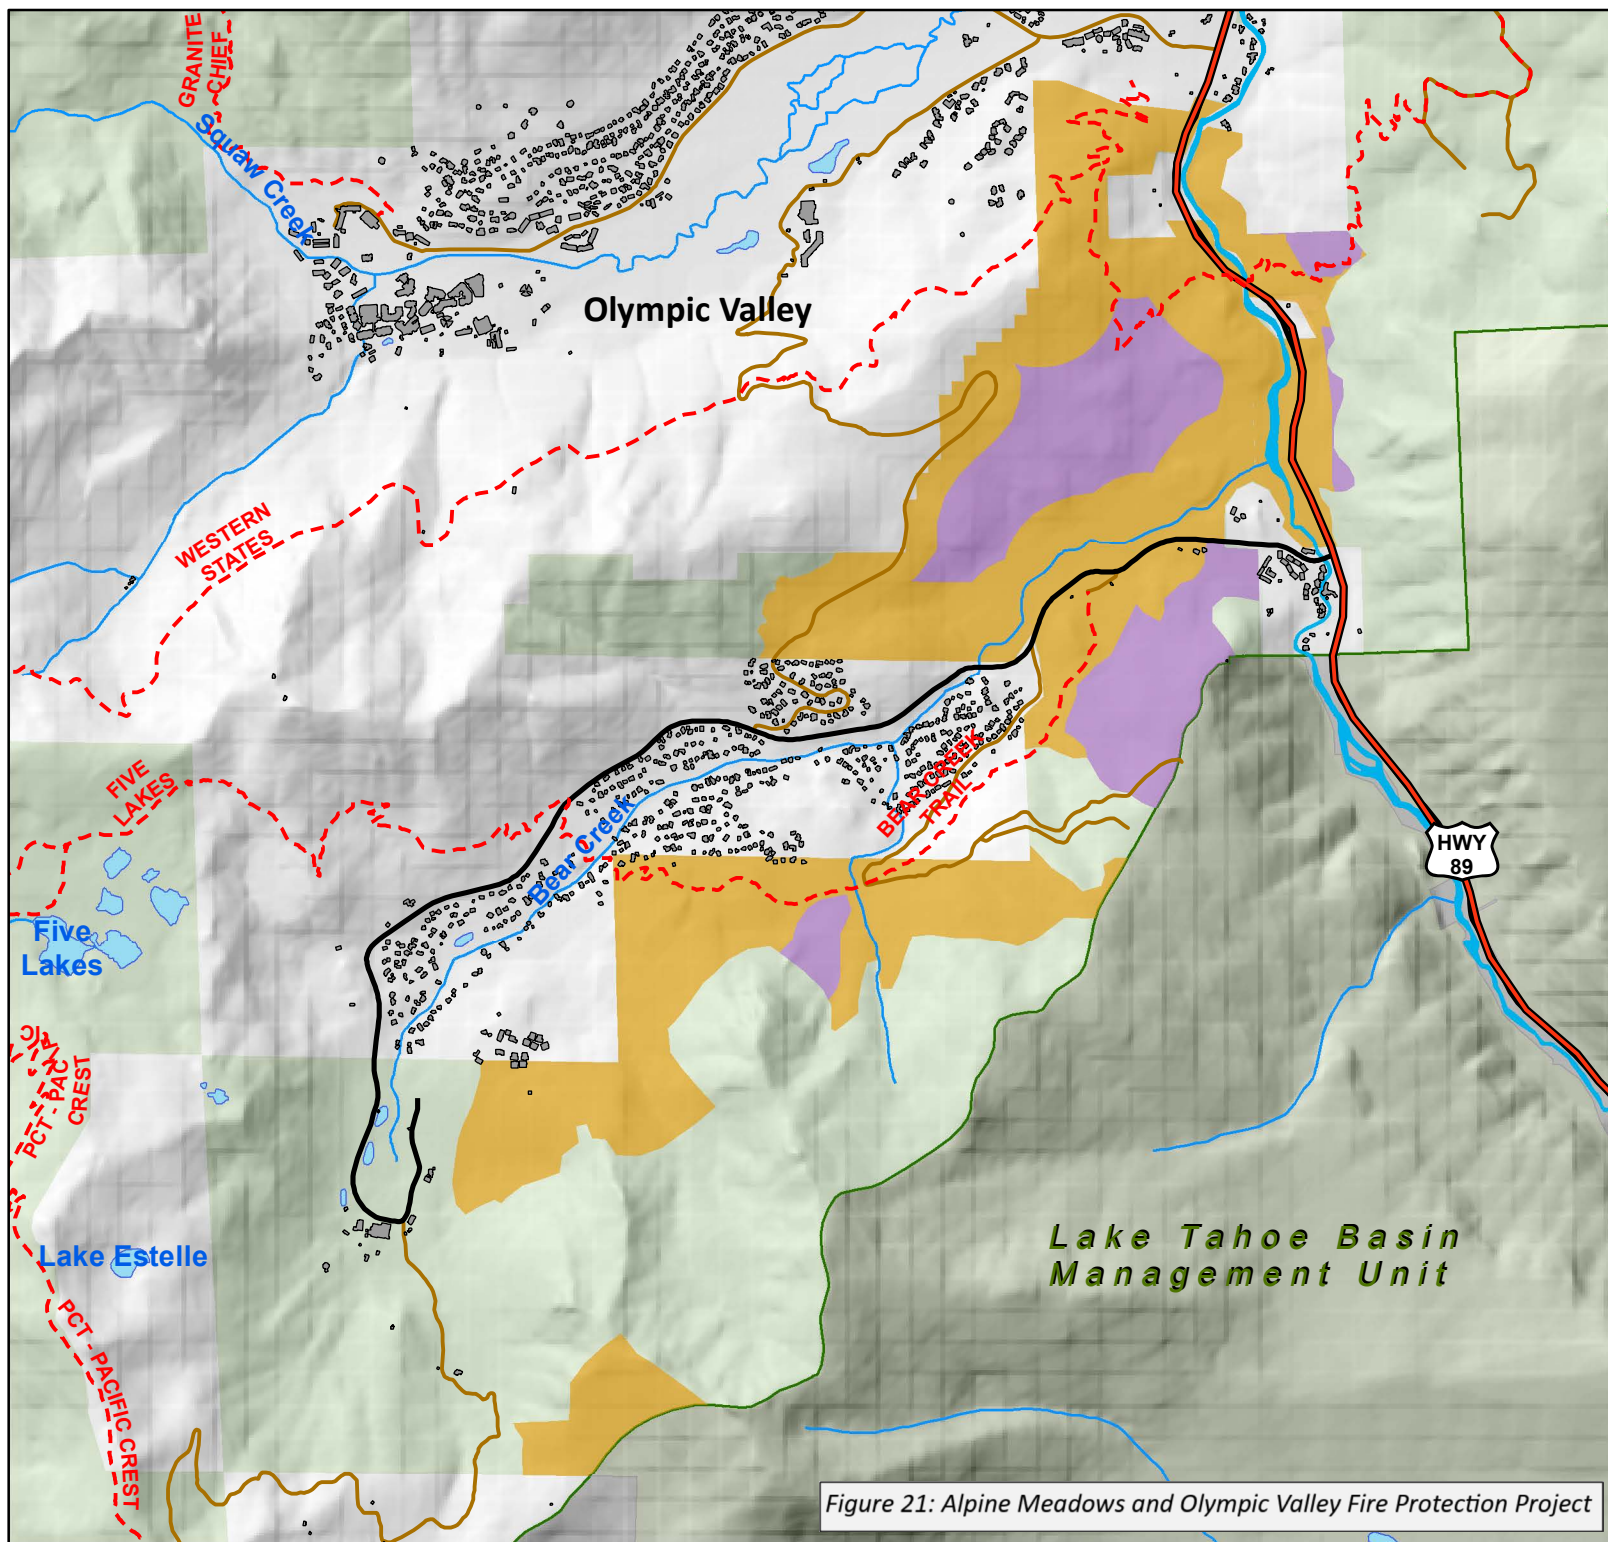 GRANITE
CHIEF
Squaw Creek
Olympic Valley
WESTERN
STATES
FIVE
LAKES
BEAR CREEK
TRAIL
Bear Creek
HWY
89
Five
Lakes
PCT - PAC
CREST
Lake Estelle
Lake Tahoe Basin
Management Unit
PCT - PACIFIC CREST
Figure 21: Alpine Meadows and Olympic Valley Fire Protection Project